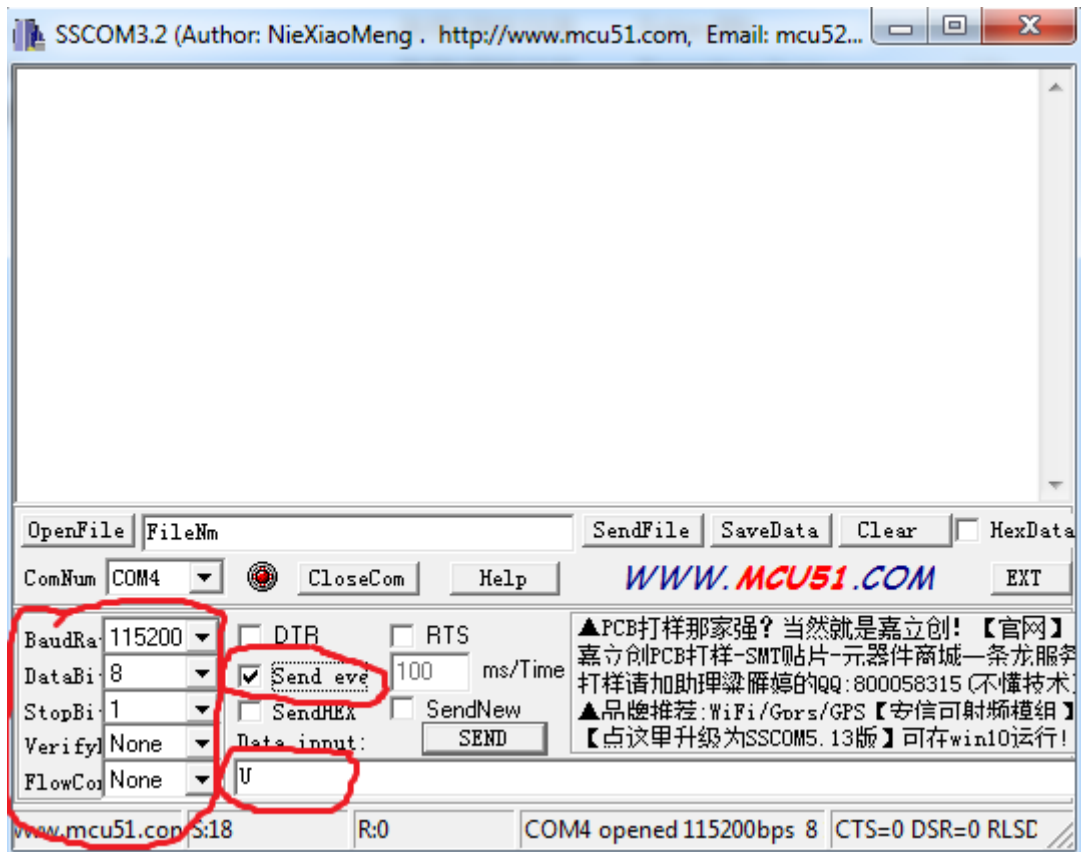 SSCOM3.2 (Author: NieXiaoMeng . http://www.mcu51.com, Email: mcu52...
OpenFile FileNm SendFile SaveData Clear HexData
ComNum COM4 CloseCom Help WWW.MCU51.COM EXT
BaudRa 115200 DTR RTS
DataBi 8 Send eve 100 ms/Time
StopBi 1 SendHEX SendNew
Verify None Data input: SEND
FlowCo None U
▲PCB打样那家强?当然就是嘉立创!【官网】
嘉立创PCB打样-SMT贴片-元器件商城—条龙服务
打样请加助理梁雁婷的QQ:800058315(不懂技术
▲品牌推荐:WiFi/Gprs/GPS【安信可射频模组】
【点这里升级为SSCOM5.13版】可在win10运行!
www.mcu51.com S:18 R:0 COM4 opened 115200bps 8 CTS=0 DSR=0 RLSD